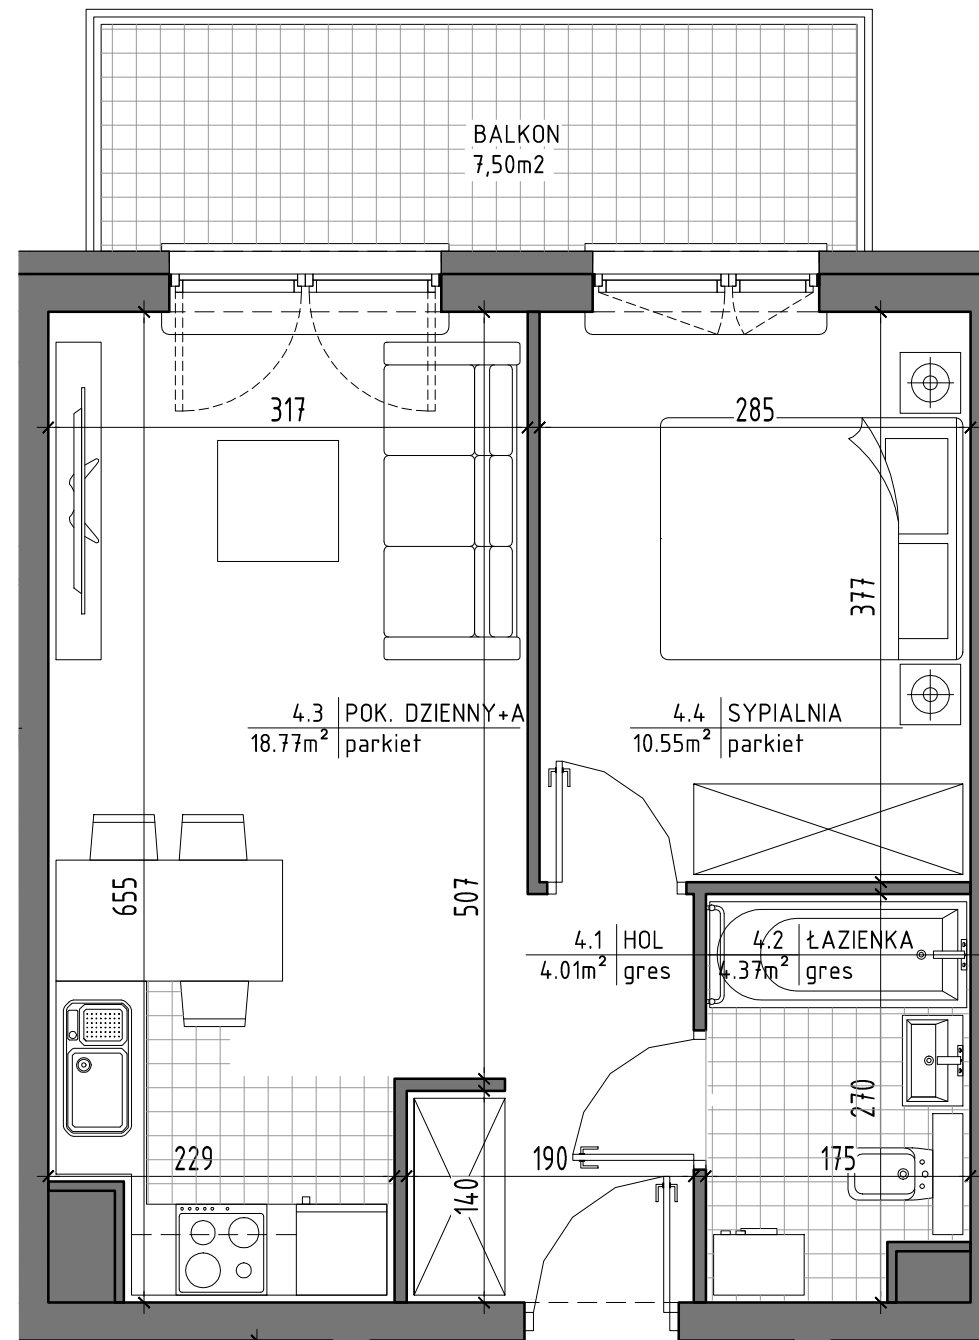 BALKON
7,50m2
317
285
377
4.3 POK. DZIENNY+A
18.77m² parkiet
4.4 SYPIALNIA
10.55m² parkiet
655
507
4.1 HOL
4.01m² gres
4.2 ŁAZIENKA
4.37m² gres
270
229
190
175
140